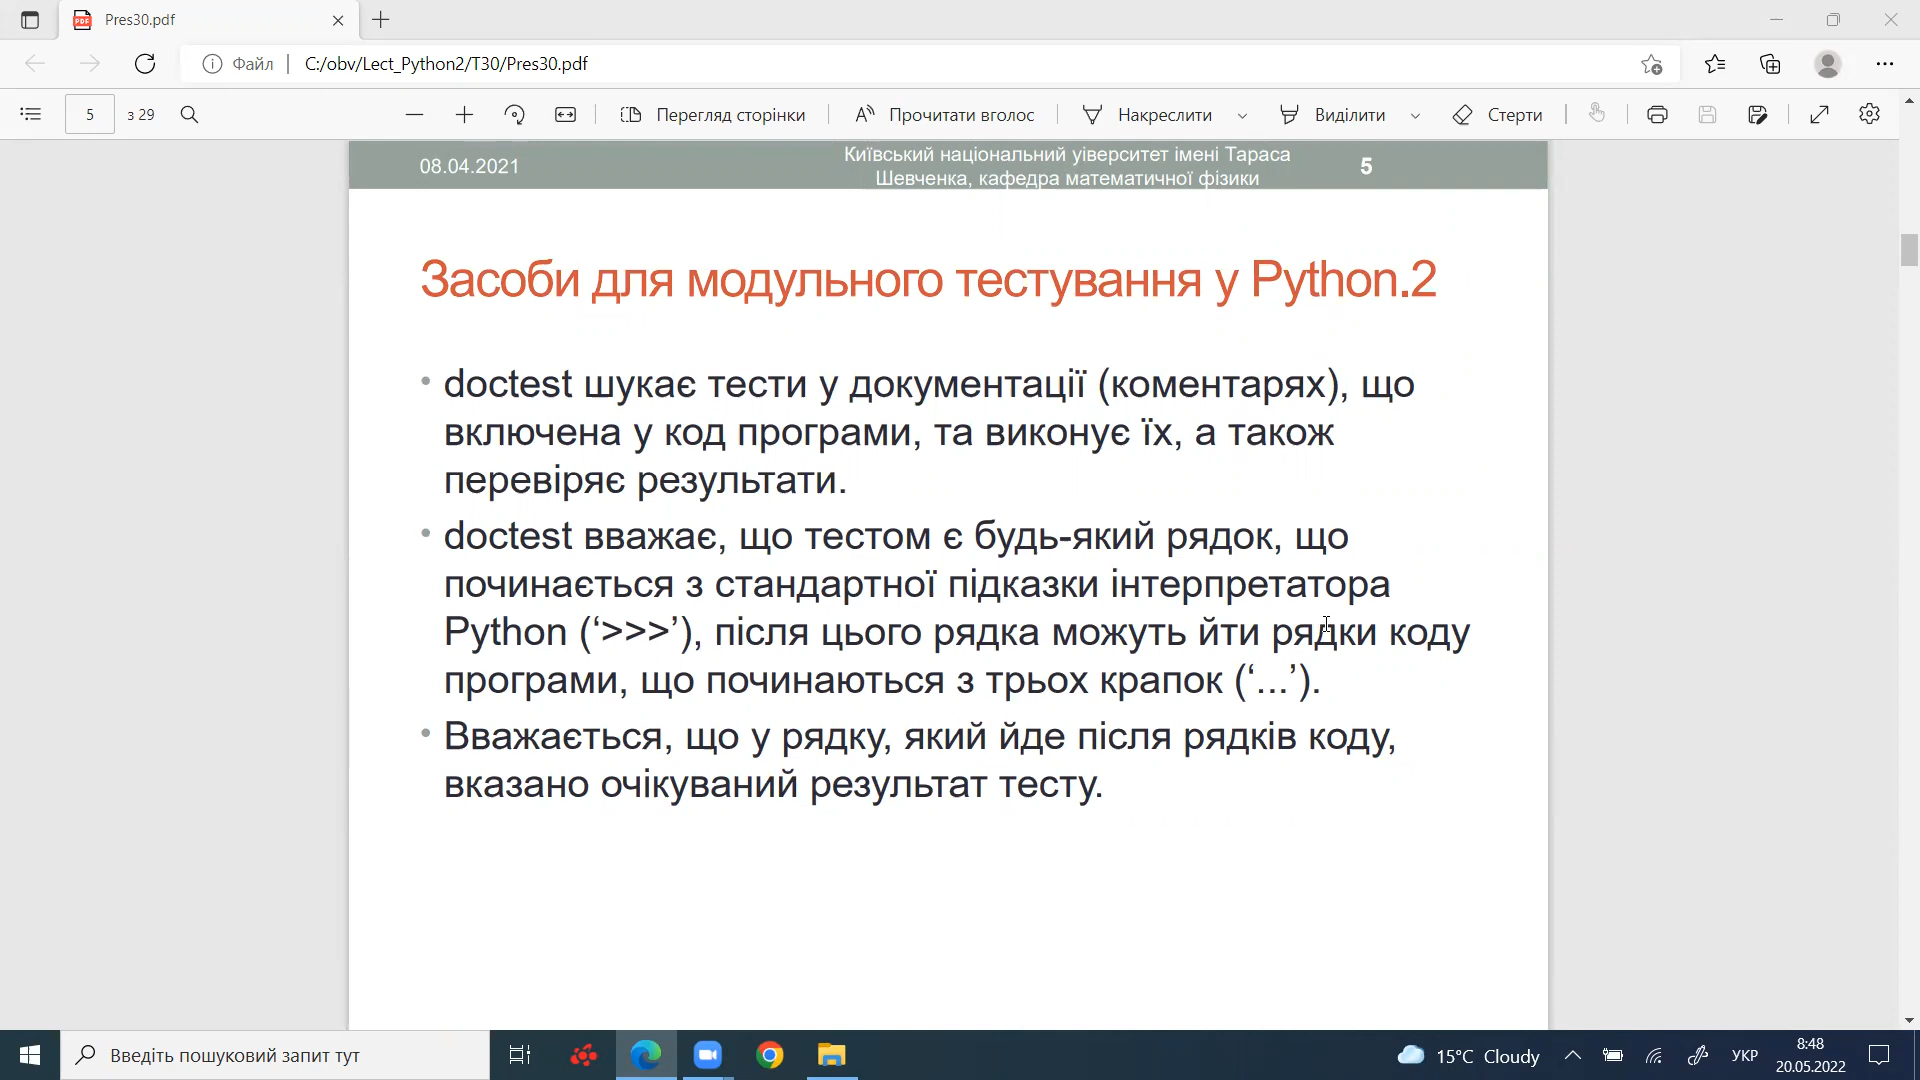 Pres30.pdf
Файл
C:/obv/Lect_Python2/T30/Pres30.pdf
5
з 29
Перегляд сторінки
Прочитати вголос
Накреслити
Виділити
Стерти
08.04.2021
Київський національний уіверситет імені Тараса
Шевченка, кафедра математичної фізики
5
Засоби для модульного тестування у Python.2
• doctest шукає тести у документації (коментарях), що
включена у код програми, та виконує їх, а також
перевіряє результати.
• doctest вважає, що тестом є будь-який рядок, що
починається з стандартної підказки інтерпретатора
Python (‘>>>’), після цього рядка можуть йти рядки коду
програми, що починаються з трьох крапок (‘...’).
• Вважається, що у рядку, який йде після рядків коду,
вказано очікуваний результат тесту.
Введіть пошуковий запит тут
15°C Cloudy
УКР
8:48
20.05.2022